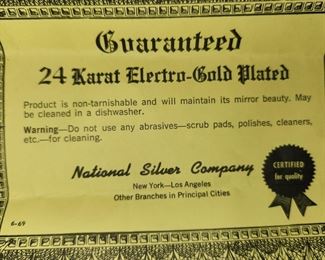 Guaranteed
24 Karat Electro-Gold Plated
Product is non-tarnishable and will maintain its mirror beauty. May
be cleaned in a dishwasher.
Warning—Do not use any abrasives—scrub pads, polishes, cleaners,
etc.—for cleaning.
National Silver Company
New York—Los Angeles
Other Branches in Principal Cities
CERTIFIED
for quality
6-69